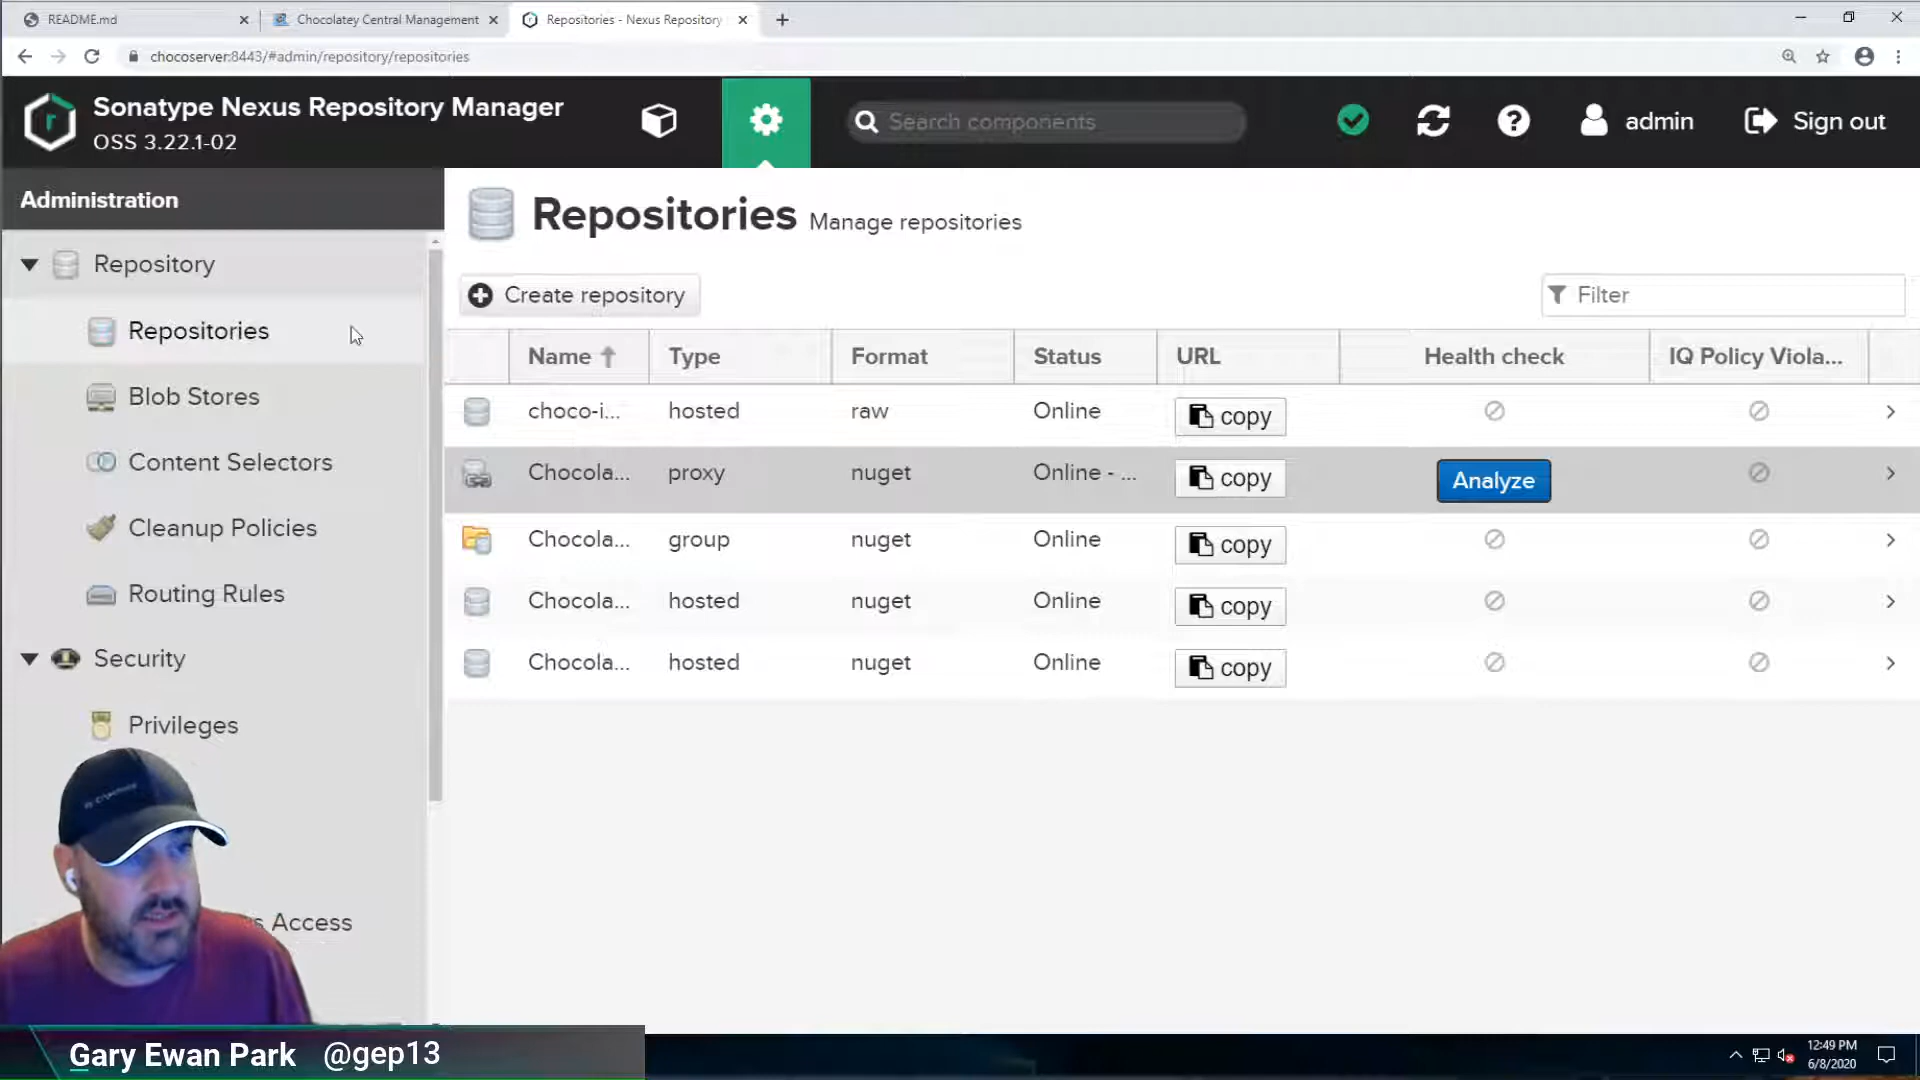 README.md
Chocolatey Central Management
Repositories - Nexus Repository
chocoserver:8443/#admin/repository/repositories
Sonatype Nexus Repository Manager
OSS 3.22.1-02
Search components
admin
Sign out
Administration
Repository
Repositories
Blob Stores
Content Selectors
Cleanup Policies
Routing Rules
Security
Privileges
s Access
Repositories Manage repositories
Create repository
Filter
Name Type Format Status URL Health check IQ Policy Viola...
choco-i... hosted raw Online copy
Chocola... proxy nuget Online - ... copy Analyze
Chocola... group nuget Online copy
Chocola... hosted nuget Online copy
Chocola... hosted nuget Online copy
Gary Ewan Park @gep13
12:49 PM
6/8/2020